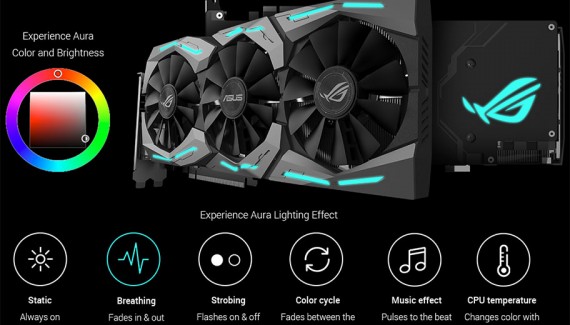 Experience Aura
Color and Brightness
ASUS
Experience Aura Lighting Effect
Static
Always on
Breathing
Fades in & out
Strobing
Flashes on & off
Color cycle
Fades between the
Music effect
Pulses to the beat
CPU temperature
Changes color with